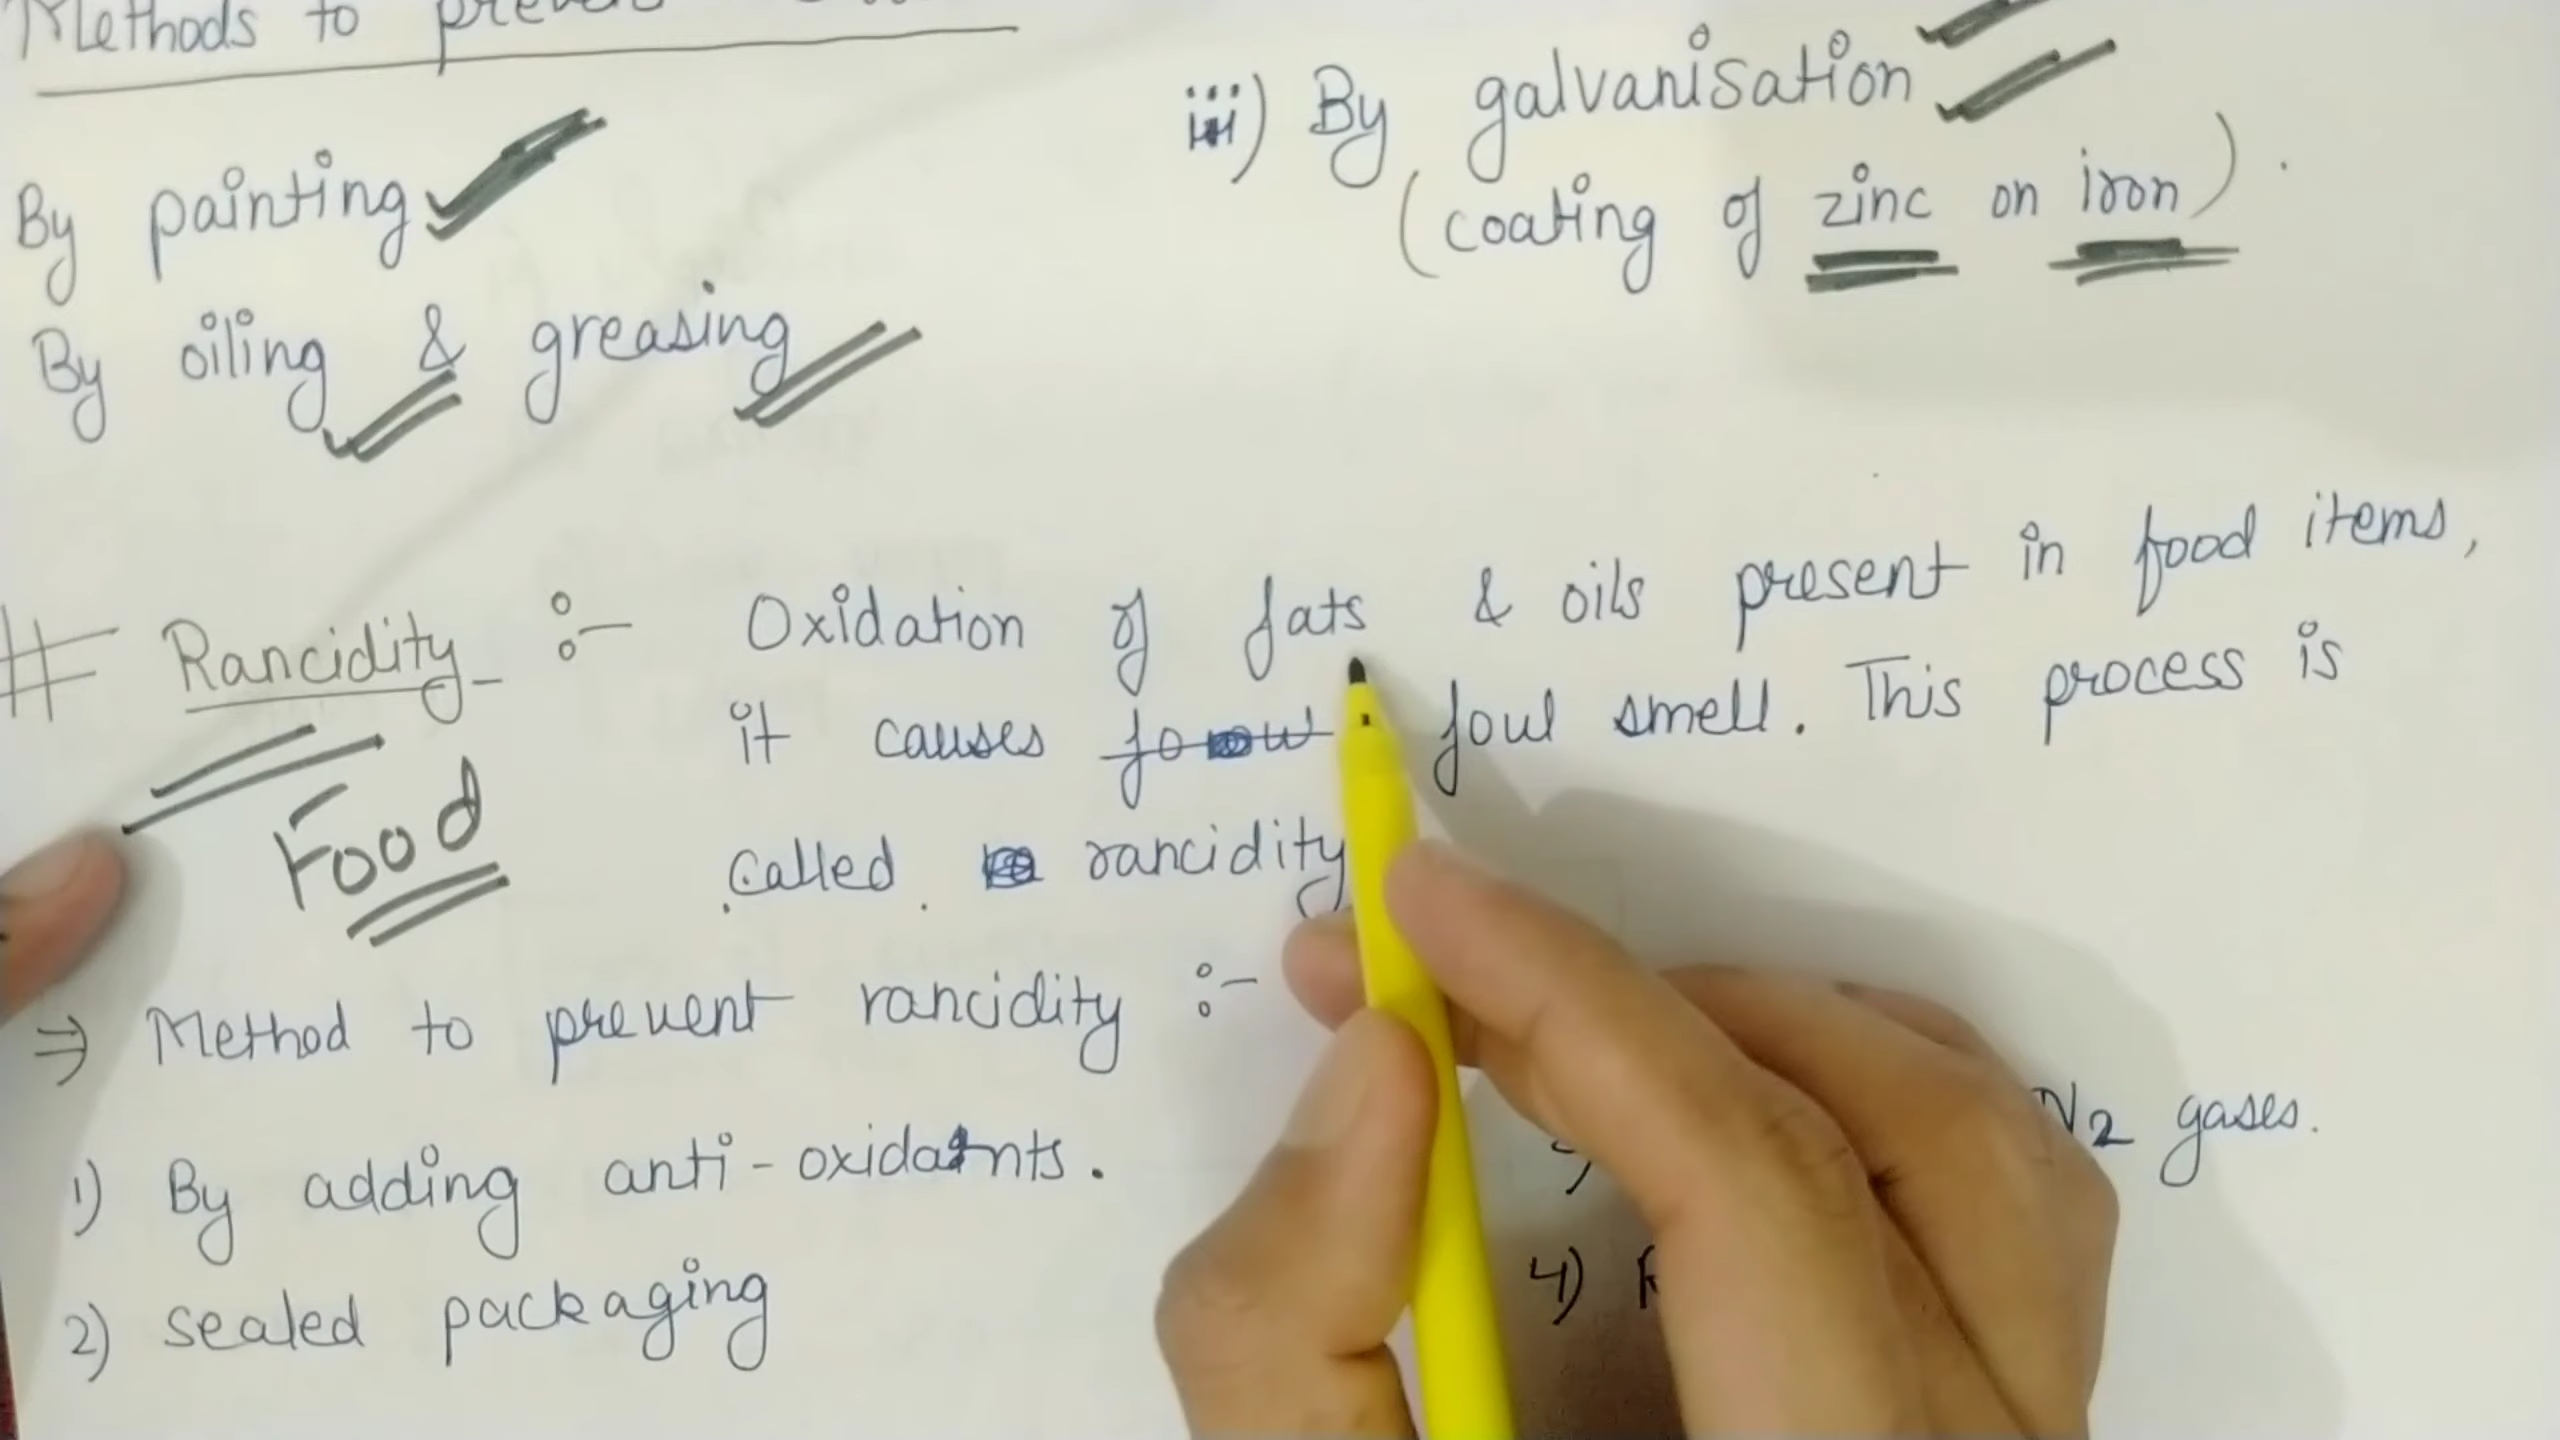 Methods to prevent
By painting
By oiling & greasing
iii) By galvanisation
(coating of zinc on iron).
# Rancidity :-
Food
Oxidation of fats & oils present in food items,
it causes foul smell. This process is
called rancidity
⇒ Method to prevent rancidity :-
1) By adding anti-oxidants.
2) sealed packaging
N2 gases.
4)